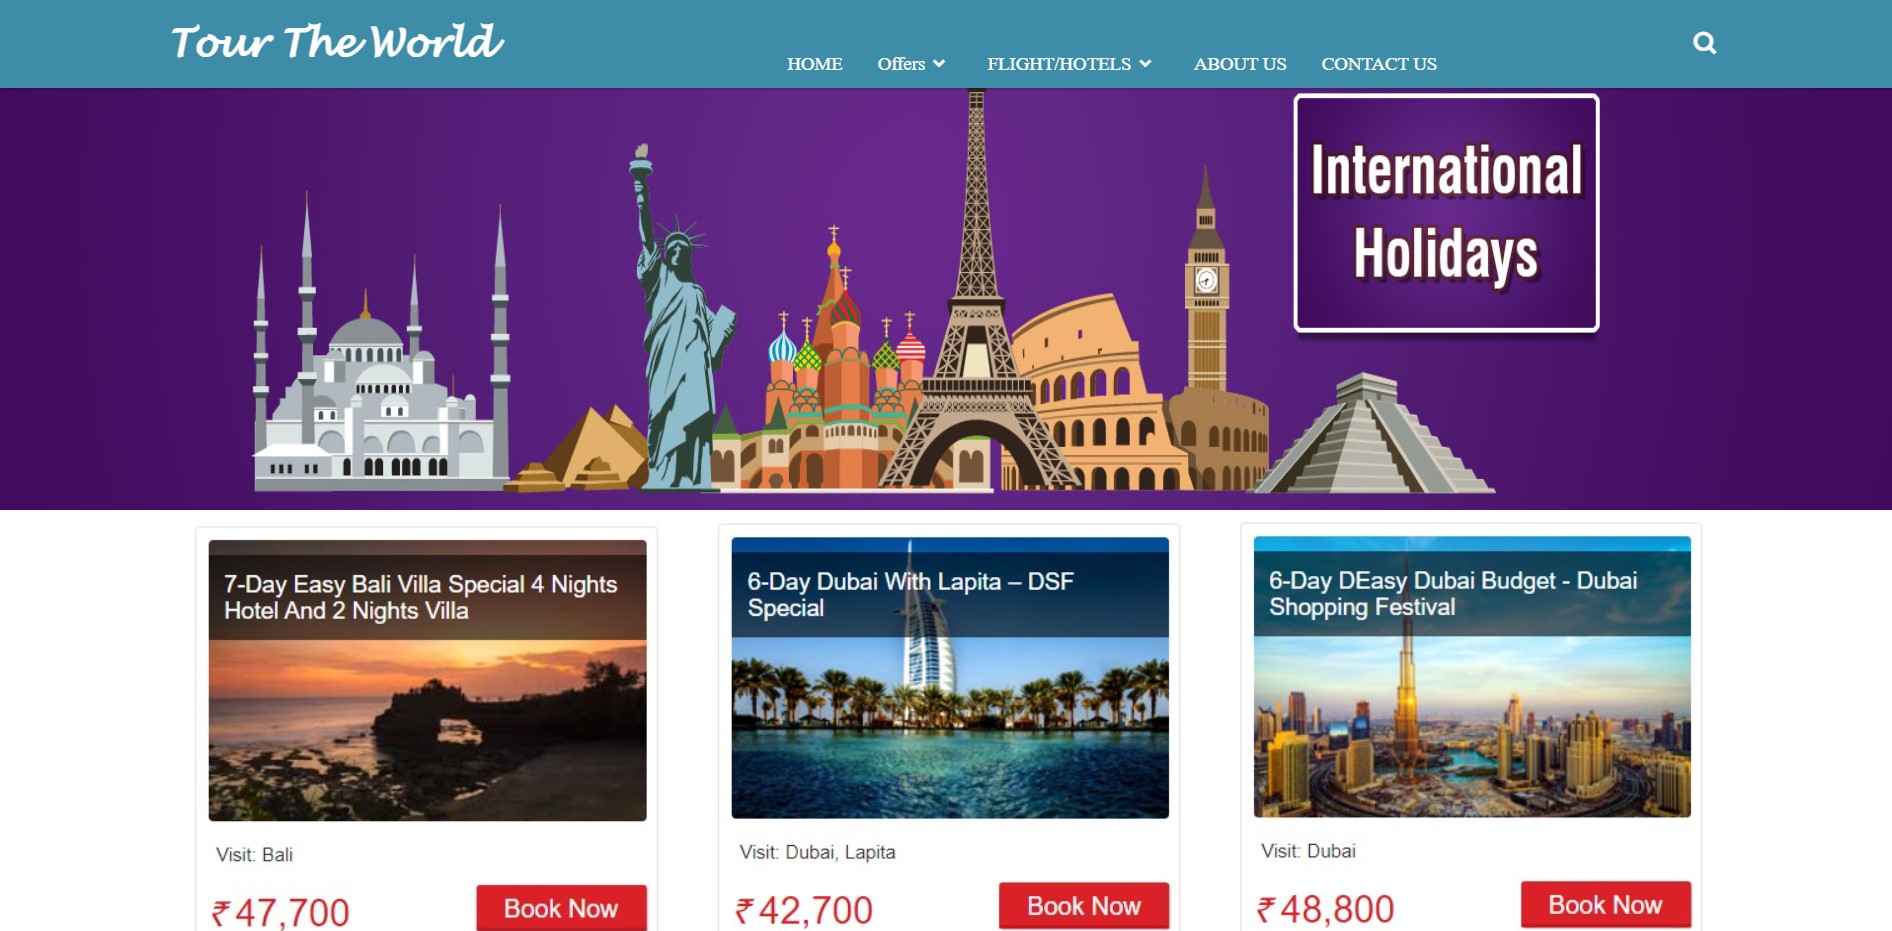 Tour The World
HOME Offers FLIGHT/HOTELS ABOUT US CONTACT US
International
Holidays
7-Day Easy Bali Villa Special 4 Nights
Hotel And 2 Nights Villa
Visit: Bali
₹47,700
Book Now
6-Day Dubai With Lapita – DSF
Special
Visit: Dubai, Lapita
₹42,700
Book Now
6-Day DEasy Dubai Budget - Dubai
Shopping Festival
Visit: Dubai
₹48,800
Book Now